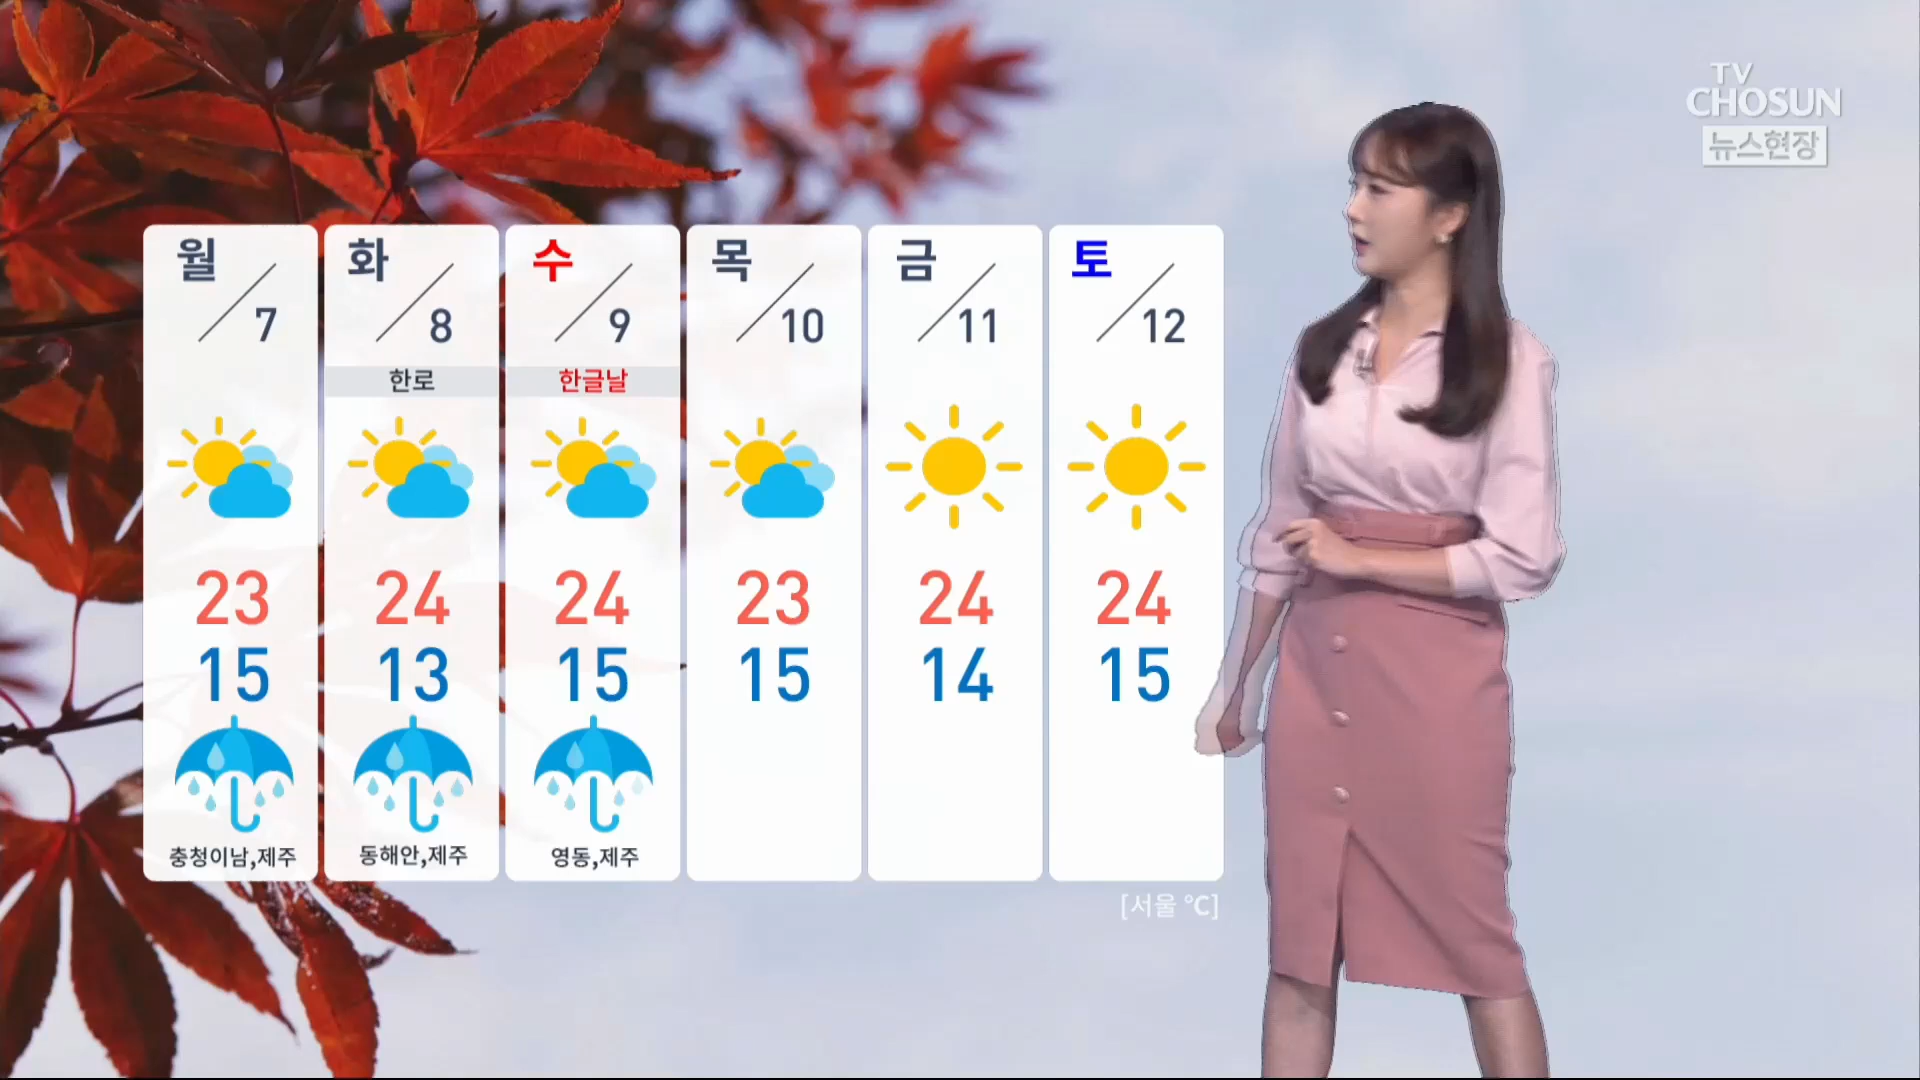 TV
CHOSUN
뉴스현장
월 7
화 8
한로
수 9
한글날
목 10
금 11
토 12
23 24 24 23 24 24
15 13 15 15 14 15
충청이남,제주 동해안,제주 영동,제주
[서울 ℃]